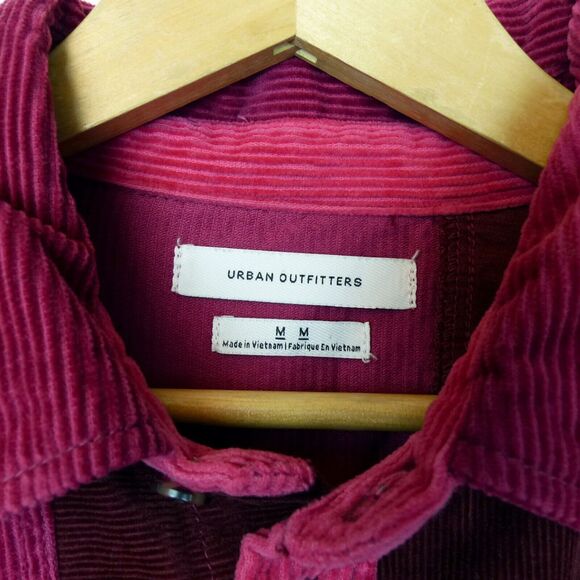 URBAN OUTFITTERS
M M
Made in Vietnam | Fabrique En Vietnam